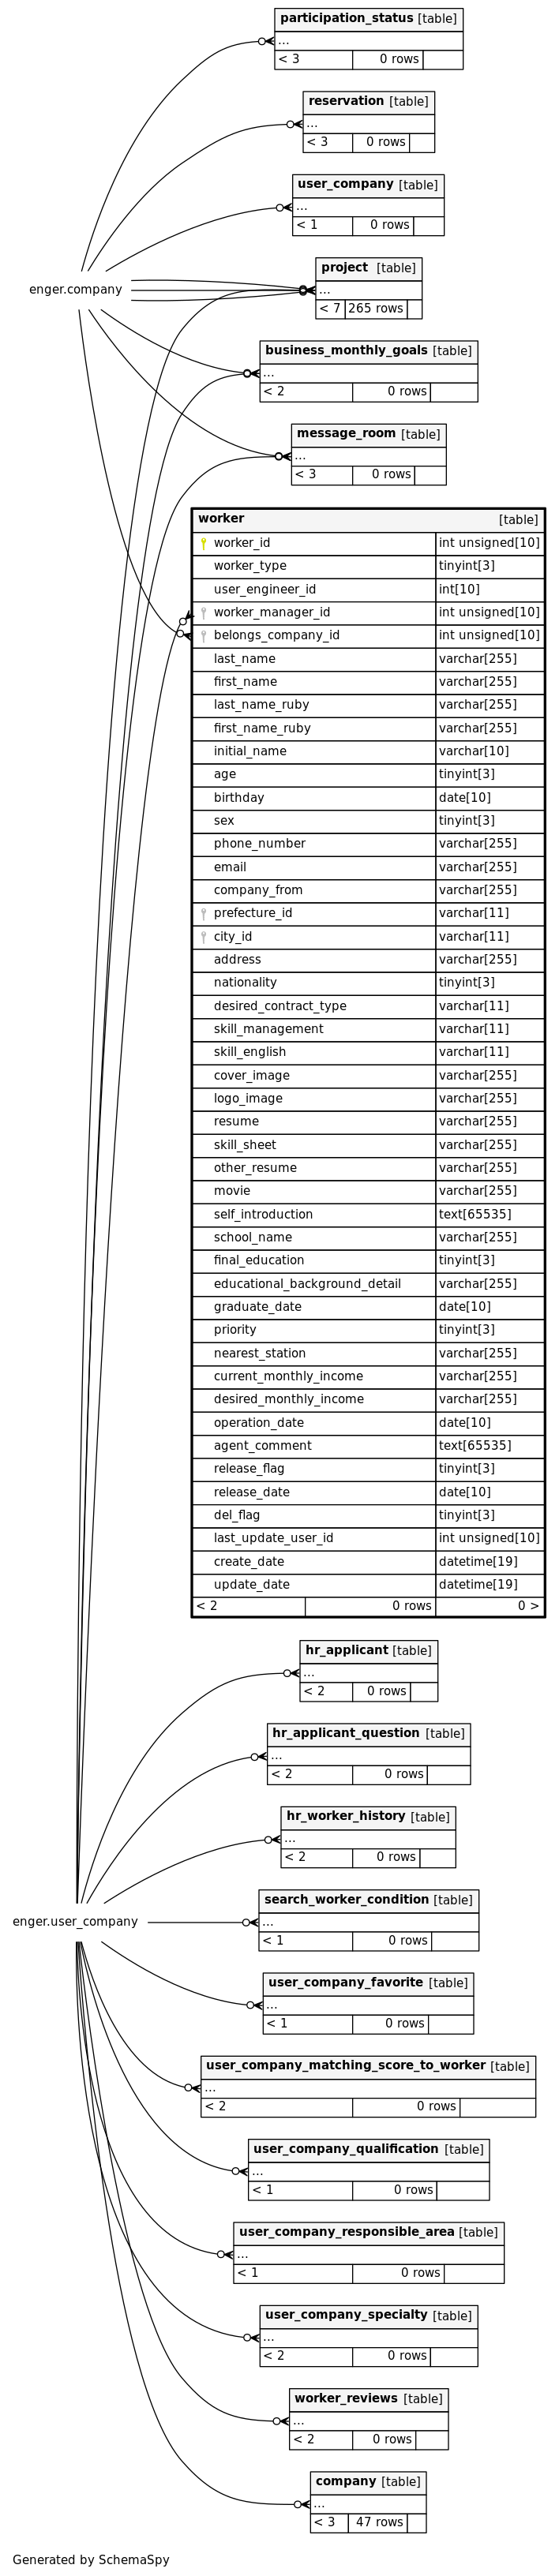 participation_status [table]
...
< 3 0 rows
reservation [table]
...
< 3 0 rows
user_company [table]
...
< 1 0 rows
enger.company
project [table]
...
< 7 265 rows
business_monthly_goals [table]
...
< 2 0 rows
message_room [table]
...
< 3 0 rows
worker [table]
worker_id int unsigned[10]
worker_type tinyint[3]
user_engineer_id int[10]
worker_manager_id int unsigned[10]
belongs_company_id int unsigned[10]
last_name varchar[255]
first_name varchar[255]
last_name_ruby varchar[255]
first_name_ruby varchar[255]
initial_name varchar[10]
age tinyint[3]
birthday date[10]
sex tinyint[3]
phone_number varchar[255]
email varchar[255]
company_from varchar[255]
prefecture_id varchar[11]
city_id varchar[11]
address varchar[255]
nationality tinyint[3]
desired_contract_type varchar[11]
skill_management varchar[11]
skill_english varchar[11]
cover_image varchar[255]
logo_image varchar[255]
resume varchar[255]
skill_sheet varchar[255]
other_resume varchar[255]
movie varchar[255]
self_introduction text[65535]
school_name varchar[255]
final_education tinyint[3]
educational_background_detail varchar[255]
graduate_date date[10]
priority tinyint[3]
nearest_station varchar[255]
current_monthly_income varchar[255]
desired_monthly_income varchar[255]
operation_date date[10]
agent_comment text[65535]
release_flag tinyint[3]
release_date date[10]
del_flag tinyint[3]
last_update_user_id int unsigned[10]
create_date datetime[19]
update_date datetime[19]
< 2 0 rows 0 >
hr_applicant [table]
...
< 2 0 rows
hr_applicant_question [table]
...
< 2 0 rows
hr_worker_history [table]
...
< 2 0 rows
enger.user_company
search_worker_condition [table]
...
< 1 0 rows
user_company_favorite [table]
...
< 1 0 rows
user_company_matching_score_to_worker [table]
...
< 2 0 rows
user_company_qualification [table]
...
< 1 0 rows
user_company_responsible_area [table]
...
< 1 0 rows
user_company_specialty [table]
...
< 2 0 rows
worker_reviews [table]
...
< 2 0 rows
company [table]
...
< 3 47 rows
Generated by SchemaSpy